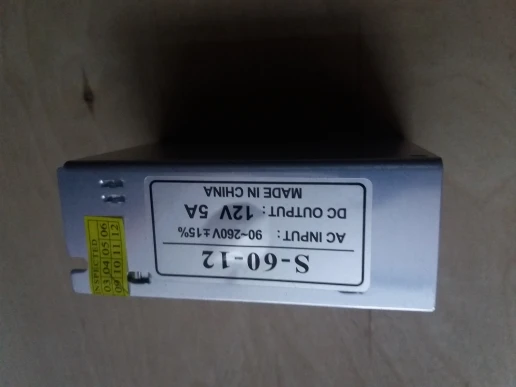 S-60-12
AC INPUT: 90~260V±15%
DC OUTPUT: 12V 5A
MADE IN CHINA
NSPECTED
03 04 05 06
09 10 11 12